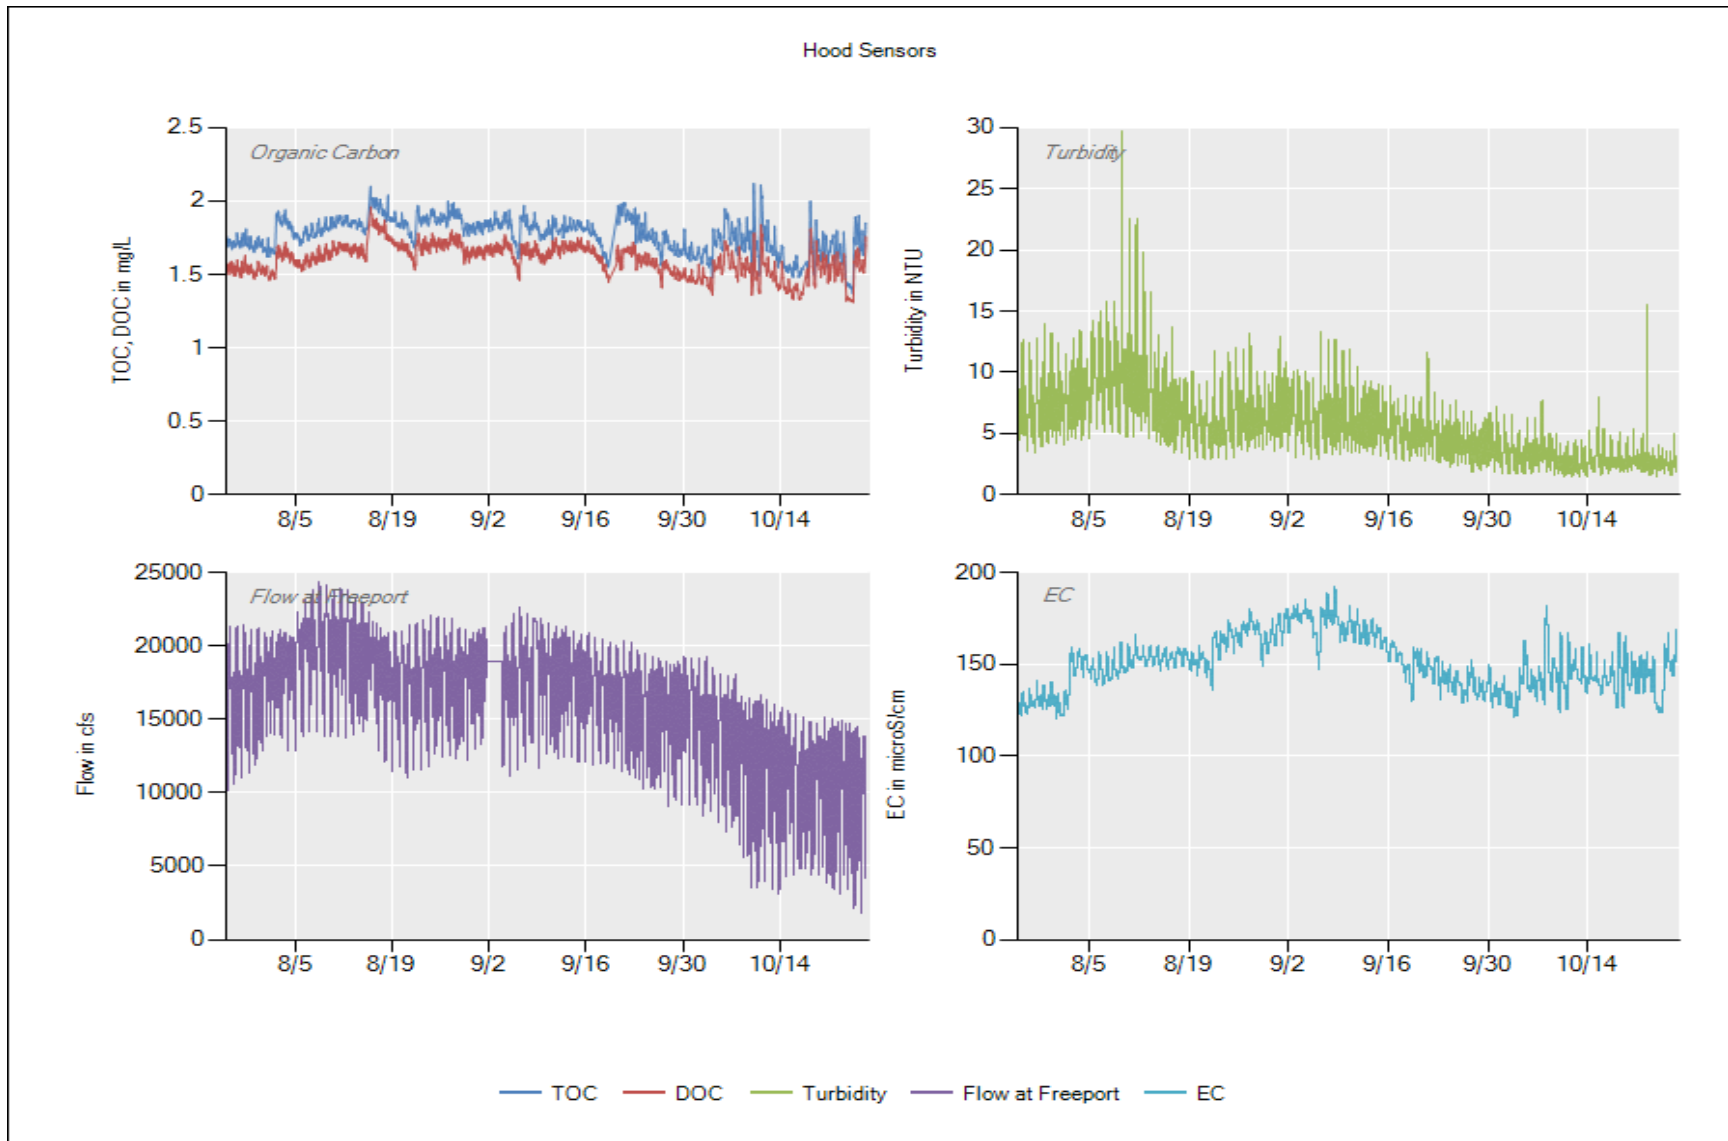 Hood Sensors
Organic Carbon
TOC, DOC in mg/L
2.5
2
1.5
1
0.5
0
8/5 8/19 9/2 9/16 9/30 10/14
Turbidity
Turbidity in NTU
30
25
20
15
10
5
0
8/5 8/19 9/2 9/16 9/30 10/14
Flow at Freeport
Flow in cfs
25000
20000
15000
10000
5000
0
8/5 8/19 9/2 9/16 9/30 10/14
EC
EC in microS/cm
200
150
100
50
0
8/5 8/19 9/2 9/16 9/30 10/14
TOC DOC Turbidity Flow at Freeport EC